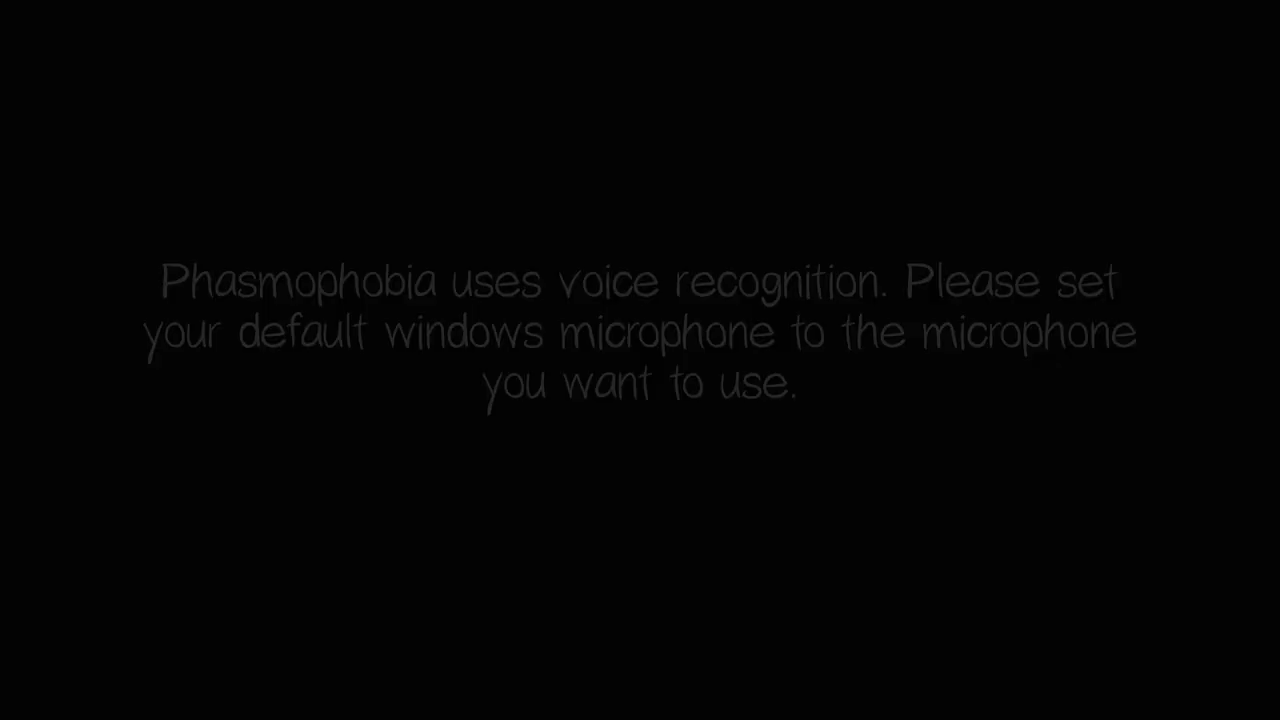 Phasmophobia uses voice recognition. Please set
your default windows microphone to the microphone
you want to use.